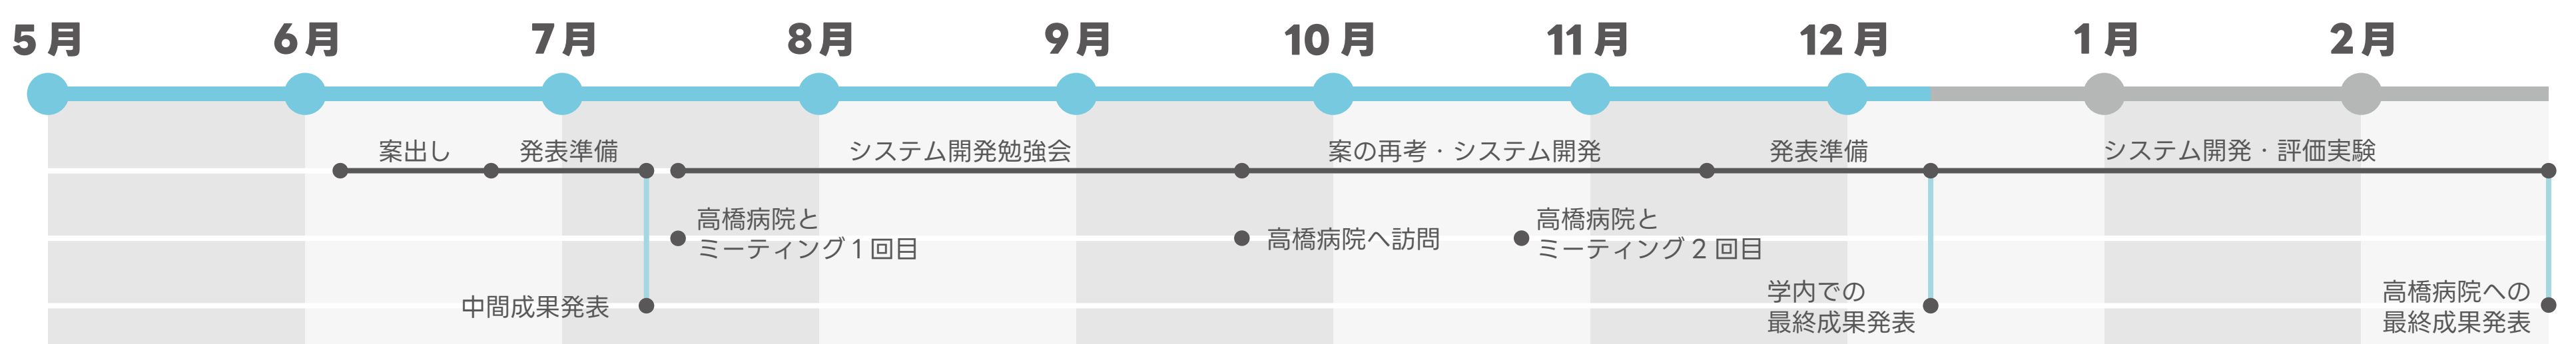 5月 6月 7月 8月 9月 10月 11月 12月 1月 2月
案出し 発表準備 システム開発勉強会 案の再考・システム開発 発表準備 システム開発・評価実験
高橋病院と
ミーティング1回目
高橋病院へ訪問
高橋病院と
ミーティング2回目
中間成果発表
学内での
最終成果発表
高橋病院への
最終成果発表